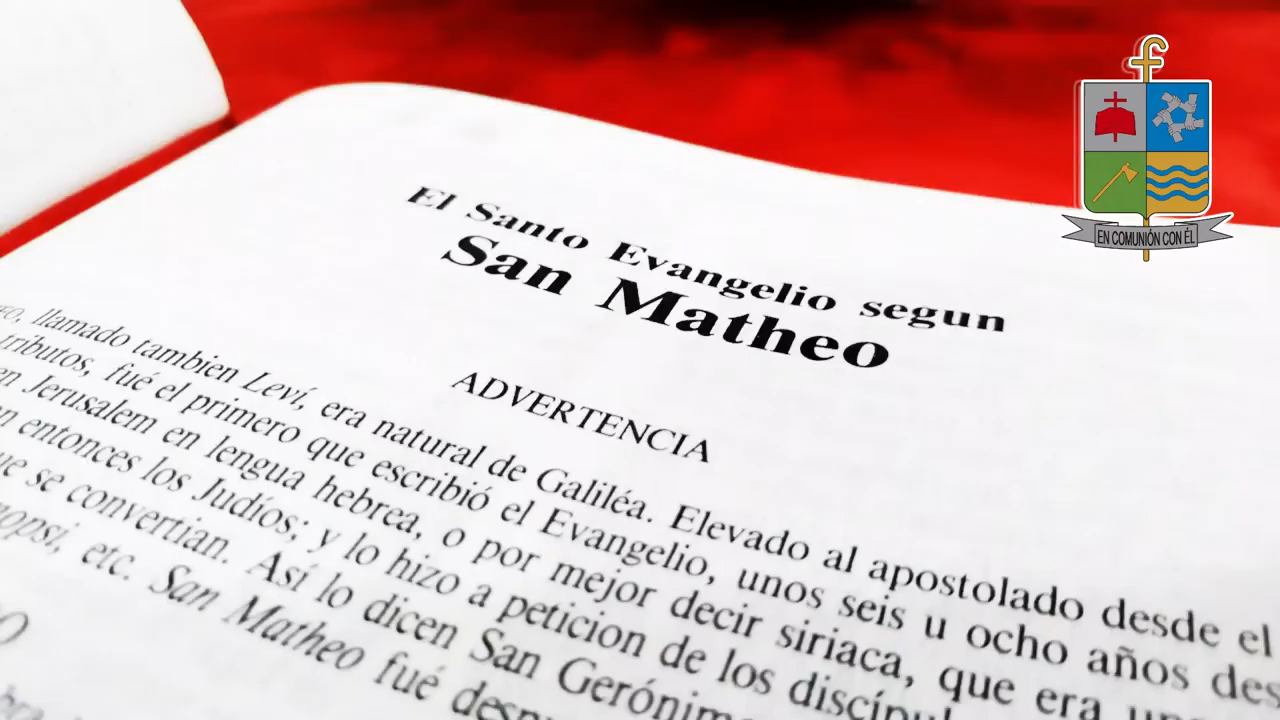 El Santo Evangelio segun
San Matheo
ADVERTENCIA
llamado tambien Leví, era natural de Galiléa. Elevado al apostolado desde el
tributos, fué el primero que escribió el Evangelio, unos seis u ocho años
en Jerusalem en lengua hebrea, o por mejor decir siriaca, que era
entonces los Judíos; y lo hizo a peticion de los
se convertian. Así lo dicen San
etc. San Matheo fué
EN COMUNIÓN CON ÉL